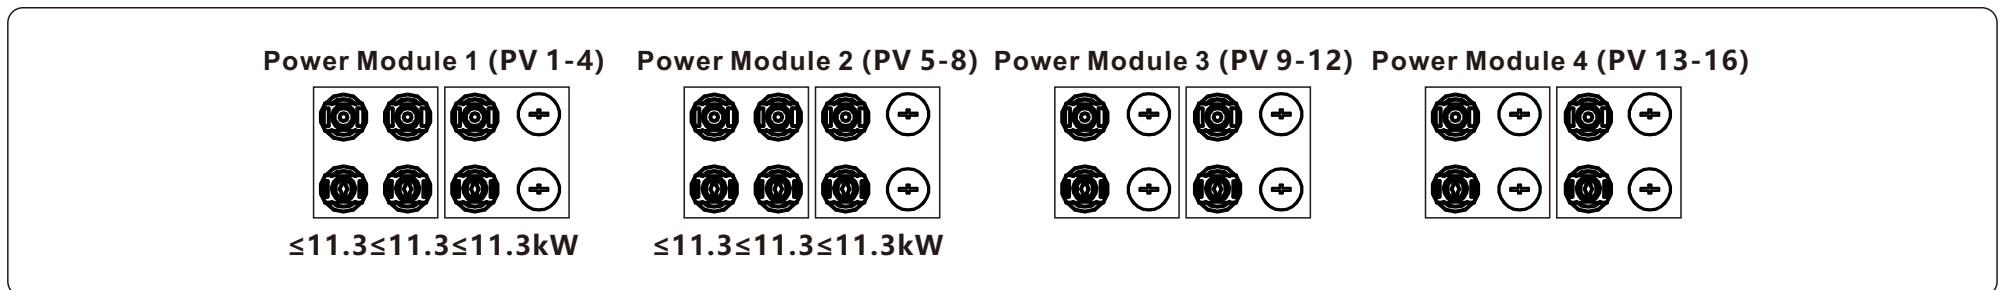 Power Module 1 (PV 1-4) Power Module 2 (PV 5-8) Power Module 3 (PV 9-12) Power Module 4 (PV 13-16)
≤11.3≤11.3≤11.3kW ≤11.3≤11.3≤11.3kW